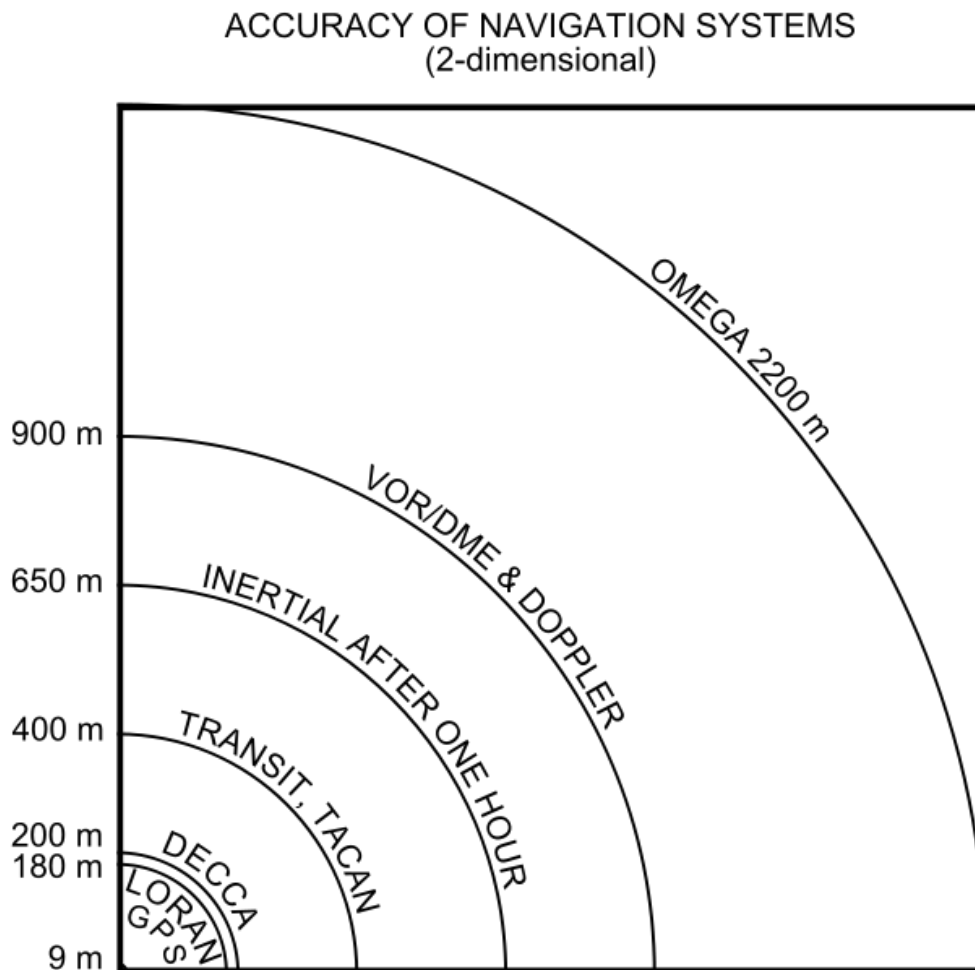 ACCURACY OF NAVIGATION SYSTEMS
(2-dimensional)
OMEGA 2200 m
900 m
VOR/DME & DOPPLER
650 m
INERTIAL AFTER ONE HOUR
400 m
TRANSIT, TACAN
200 m
DECCA
180 m
LORAN
GPS
9 m